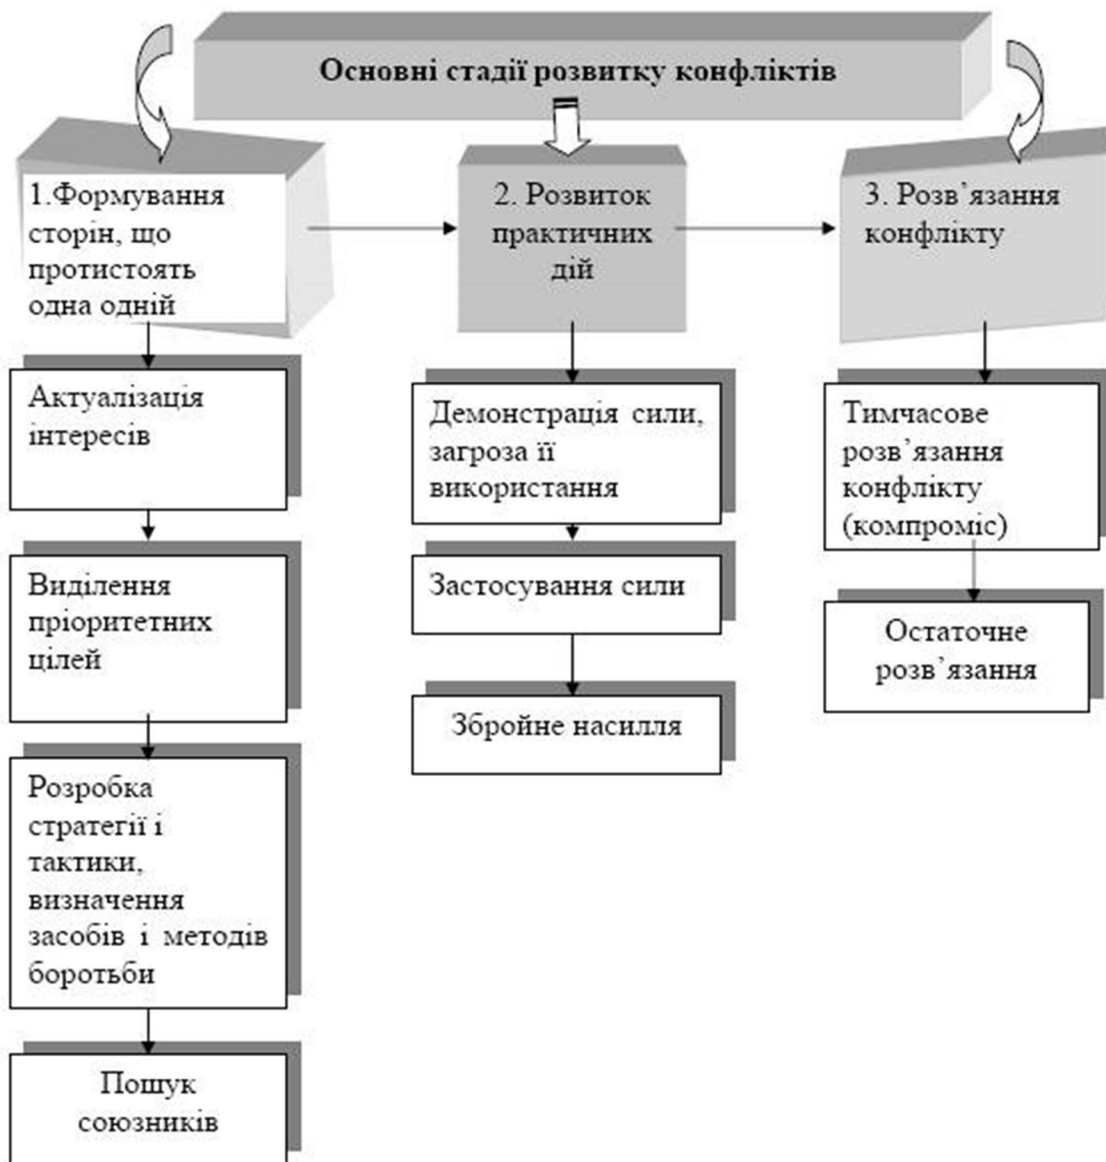 Основні стадії розвитку конфліктів
1.Формування
сторін, що
протистоять
одна одній
2. Розвиток
практичних
дій
3. Розв’язання
конфлікту
Актуалізація
інтересів
Виділення
пріоритетних
цілей
Розробка
стратегії і
тактики,
визначення
засобів і методів
боротьби
Пошук
союзників
Демонстрація сили,
загроза її
використання
Застосування сили
Збройне насилля
Тимчасове
розв’язання
конфлікту
(компроміс)
Остаточне
розв’язання